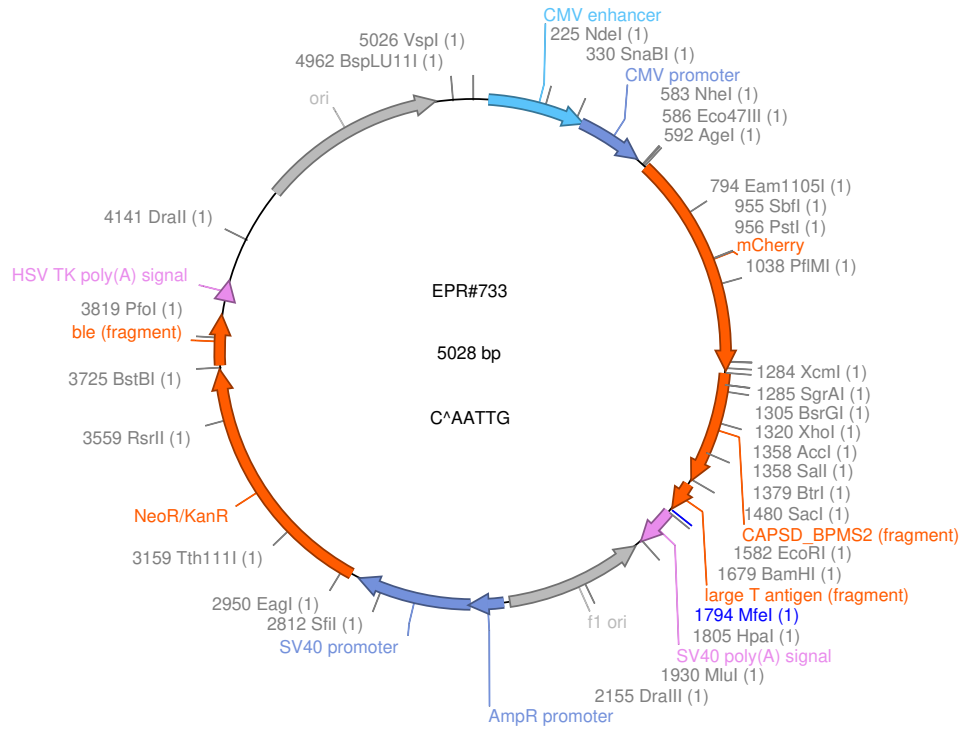 CMV enhancer
225 NdeI (1)
330 SnaBI (1)
CMV promoter
583 NheI (1)
586 Eco47III (1)
592 AgeI (1)
794 Eam1105I (1)
955 SbfI (1)
956 PstI (1)
mCherry
1038 PflMI (1)
1284 XcmI (1)
1285 SgrAI (1)
1305 BsrGI (1)
1320 XhoI (1)
1358 AccI (1)
1358 SalI (1)
1379 BtrI (1)
1480 SacI (1)
CAPSD_BPMS2 (fragment)
1582 EcoRI (1)
1679 BamHI (1)
large T antigen (fragment)
1794 MfeI (1)
1805 HpaI (1)
SV40 poly(A) signal
1930 MluI (1)
2155 DraIII (1)
f1 ori
AmpR promoter
SV40 promoter
2812 SfiI (1)
2950 EagI (1)
3159 Tth111I (1)
NeoR/KanR
3559 RsrII (1)
3725 BstBI (1)
ble (fragment)
3819 PfoI (1)
HSV TK poly(A) signal
4141 DraII (1)
ori
4962 BspLU11I (1)
5026 VspI (1)
EPR#733
5028 bp
C^AATTG